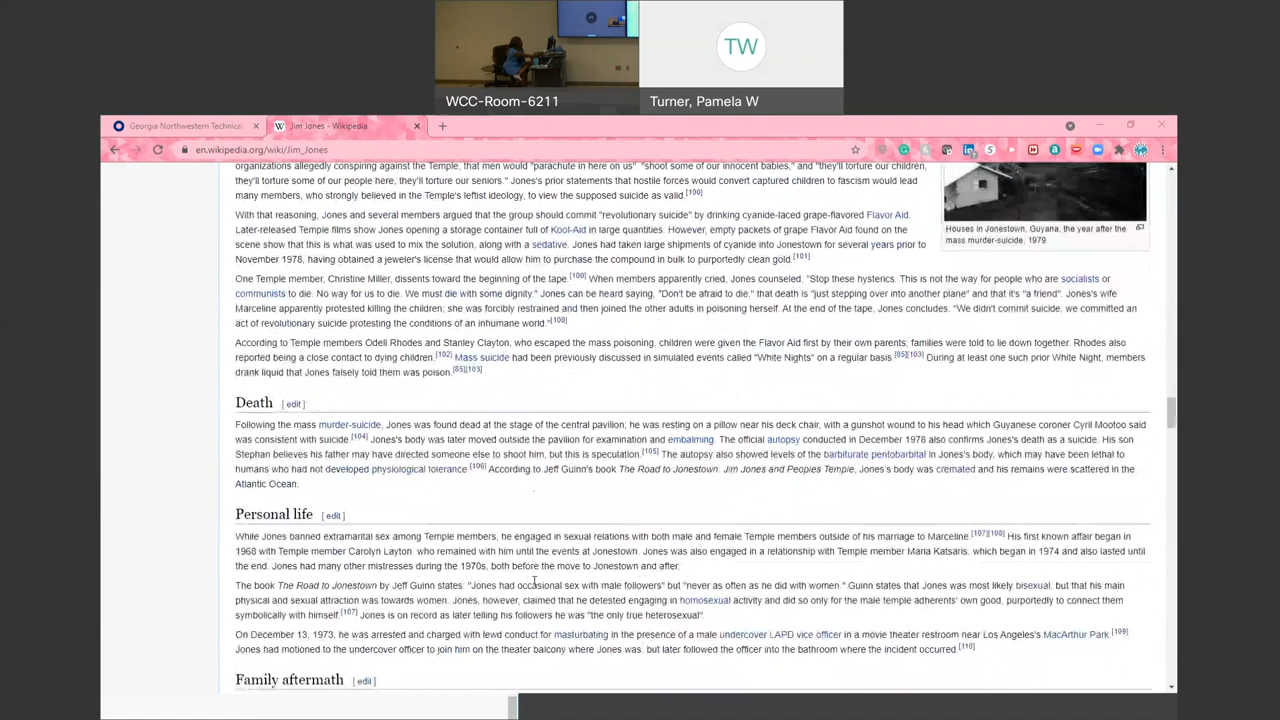 TW
WCC-Room-6211
Turner, Pamela W
Georgia Northwestern Technical
Jim Jones - Wikipedia
en.wikipedia.org/wiki/Jim_Jones
organizations allegedly conspiring against the Temple, that men would "parachute in here on us" "shoot some of our innocent babies," and "they'll torture our children,
they'll torture some of our people here, they'll torture our seniors." Jones's prior statements that hostile forces would convert captured children to fascism would lead
many members, who strongly believed in the Temple's leftist ideology, to view the supposed suicide as valid.[100]
Houses in Jonestown, Guyana, the year after the
mass murder-suicide, 1979
With that reasoning, Jones and several members argued that the group should commit "revolutionary suicide" by drinking cyanide-laced grape-flavored Flavor Aid.
Later-released Temple films show Jones opening a storage container full of Kool-Aid in large quantities. However, empty packets of grape Flavor Aid found on the
scene show that this is what was used to mix the solution, along with a sedative. Jones had taken large shipments of cyanide into Jonestown for several years prior to
November 1978, having obtained a jeweler's license that would allow him to purchase the compound in bulk to purportedly clean gold.[101]
One Temple member, Christine Miller, dissents toward the beginning of the tape.[100] When members apparently cried, Jones counseled, "Stop these hysterics. This is not the way for people who are socialists or
communists to die. No way for us to die. We must die with some dignity." Jones can be heard saying, "Don't be afraid to die;" that death is "just stepping over into another plane" and that it's "a friend". Jones's wife
Marceline apparently protested killing the children; she was forcibly restrained and then joined the other adults in poisoning herself. At the end of the tape, Jones concludes: "We didn't commit suicide, we committed an
act of revolutionary suicide protesting the conditions of an inhumane world."[100]
According to Temple members Odell Rhodes and Stanley Clayton, who escaped the mass poisoning, children were given the Flavor Aid first by their own parents; families were told to lie down together. Rhodes also
reported being a close contact to dying children.[102] Mass suicide had been previously discussed in simulated events called "White Nights" on a regular basis.[85][103] During at least one such prior White Night, members
drank liquid that Jones falsely told them was poison.[85][103]
Death [ edit ]
Following the mass murder-suicide, Jones was found dead at the stage of the central pavilion; he was resting on a pillow near his deck chair, with a gunshot wound to his head which Guyanese coroner Cyril Mootoo said
was consistent with suicide.[104] Jones's body was later moved outside the pavilion for examination and embalming. The official autopsy conducted in December 1978 also confirms Jones's death as a suicide. His son
Stephan believes his father may have directed someone else to shoot him, but this is speculation.[105] The autopsy also showed levels of the barbiturate pentobarbital in Jones's body, which may have been lethal to
humans who had not developed physiological tolerance.[106] According to Jeff Guinn's book The Road to Jonestown: Jim Jones and Peoples Temple, Jones's body was cremated and his remains were scattered in the
Atlantic Ocean.
Personal life [ edit ]
While Jones banned extramarital sex among Temple members, he engaged in sexual relations with both male and female Temple members outside of his marriage to Marceline.[107][108] His first known affair began in
1968 with Temple member Carolyn Layton, who remained with him until the events at Jonestown. Jones was also engaged in a relationship with Temple member Maria Katsaris, which began in 1974 and also lasted until
the end. Jones had many other mistresses during the 1970s, both before the move to Jonestown and after.
The book The Road to Jonestown by Jeff Guinn states: "Jones had occasional sex with male followers" but "never as often as he did with women." Guinn states that Jones was most likely bisexual, but that his main
physical and sexual attraction was towards women. Jones, however, claimed that he detested engaging in homosexual activity and did so only for the male temple adherents' own good, purportedly to connect them
symbolically with himself.[107] Jones is on record as later telling his followers he was "the only true heterosexual".
On December 13, 1973, he was arrested and charged with lewd conduct for masturbating in the presence of a male undercover LAPD vice officer in a movie theater restroom near Los Angeles's MacArthur Park.[109]
Jones had motioned to the undercover officer to join him on the theater balcony where Jones was, but later followed the officer into the bathroom where the incident occurred.[110]
Family aftermath [ edit ]